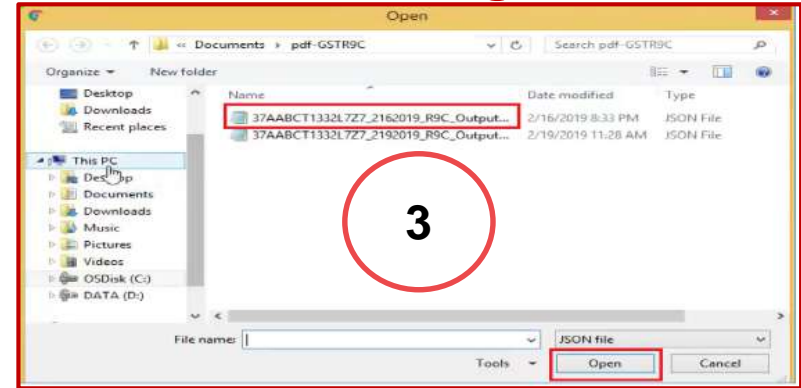 Open
« Documents › pdf-GSTR9C
Search pdf-GSTR9C
Organize
New folder
Desktop
Downloads
Recent places
This PC
Desktop
Documents
Downloads
Music
Pictures
Videos
OSDisk (C:)
DATA (D:)
Name
Date modified
Type
37AABCT1332L7Z7_2162019_R9C_Output...
2/16/2019 8:33 PM
JSON File
37AABCT1332L7Z7_2192019_R9C_Output...
2/19/2019 11:28 AM
JSON File
3
File name:
JSON file
Tools
Open
Cancel